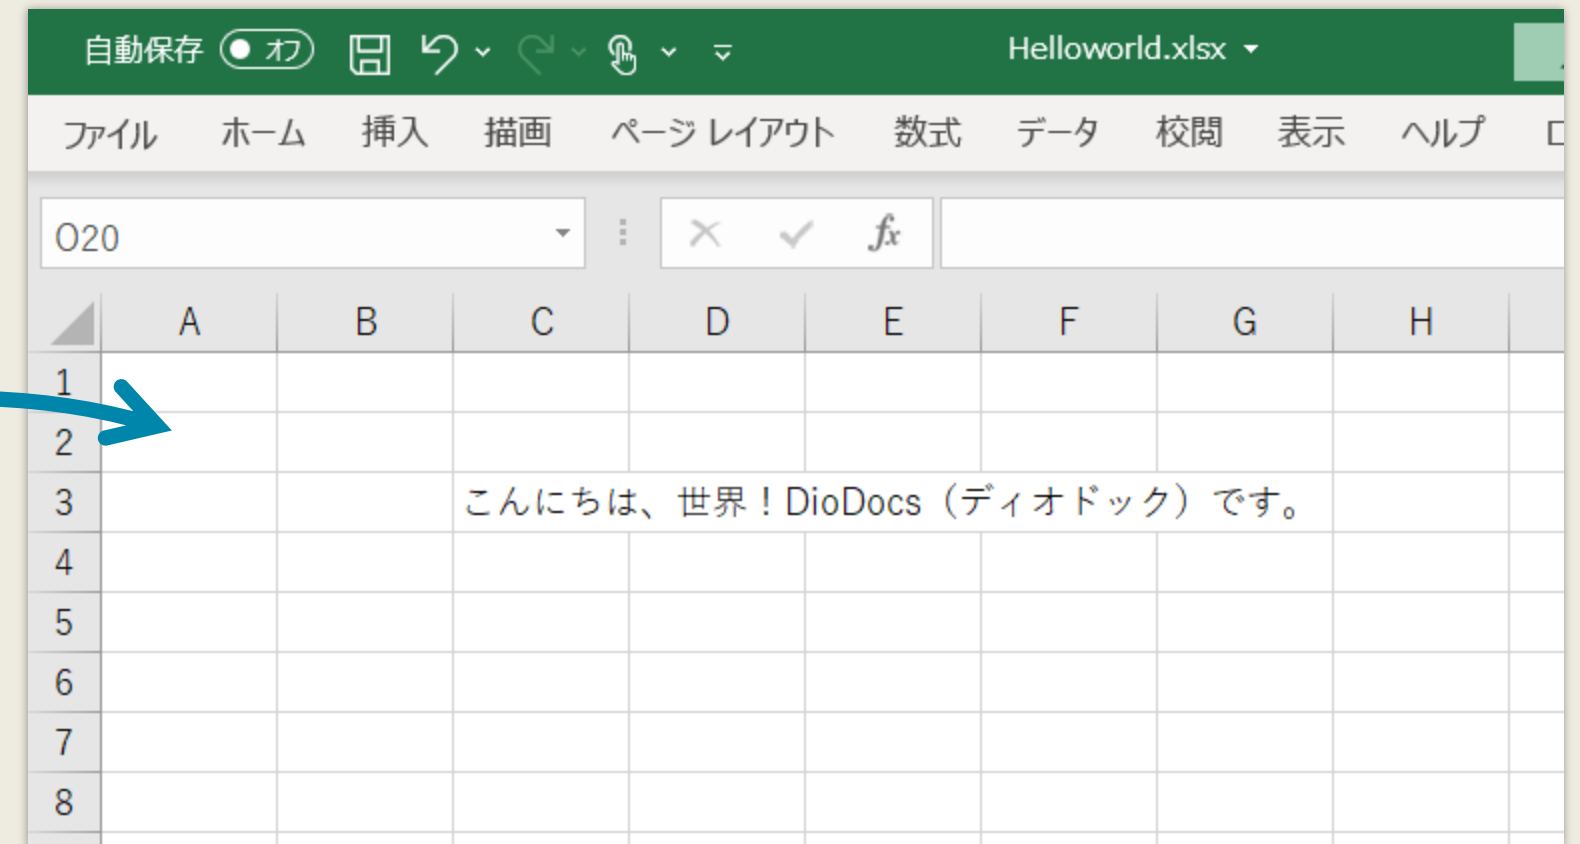 自動保存 オフ Helloworld.xlsx
ファイル ホーム 挿入 描画 ページ レイアウト 数式 データ 校閲 表示 ヘルプ
O20 fx
A B C D E F G H
1
2
3 こんにちは、世界！DioDocs（ディオドック）です。
4
5
6
7
8